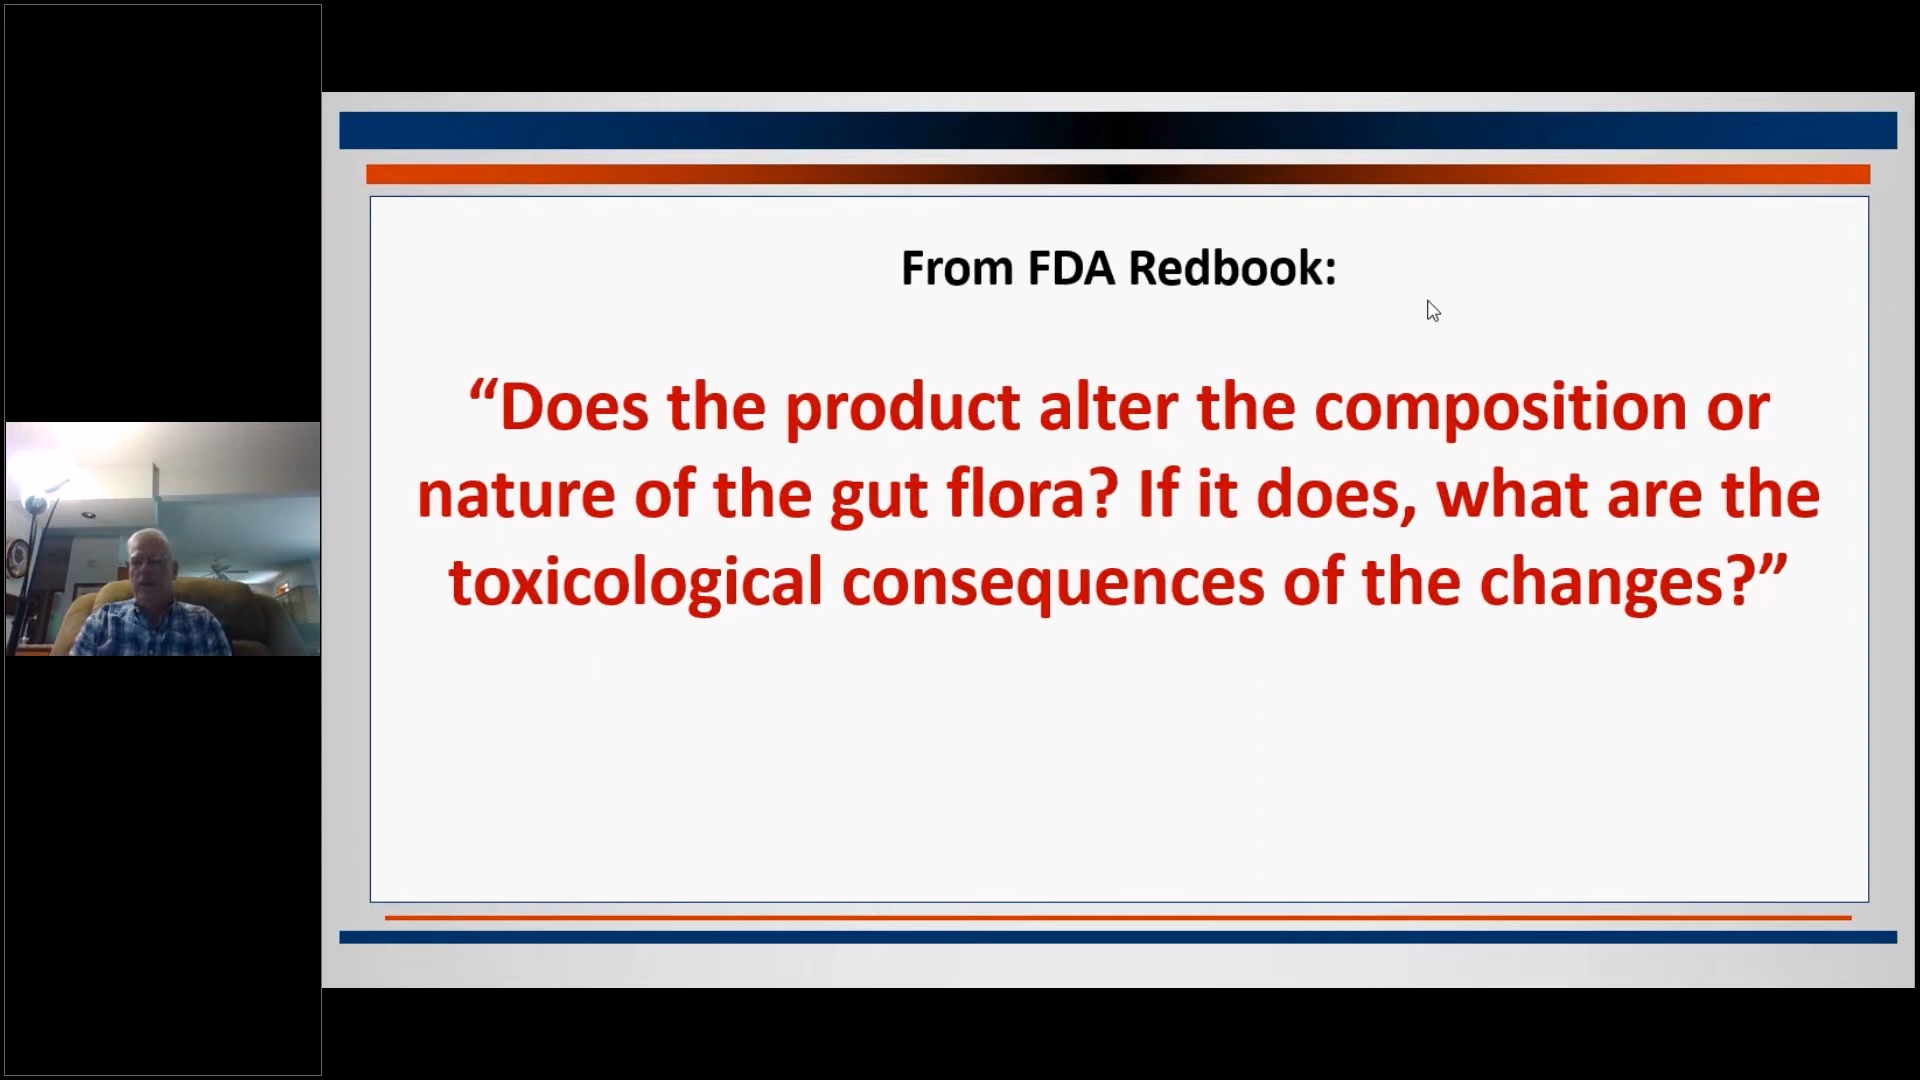 From FDA Redbook:
“Does the product alter the composition or
nature of the gut flora? If it does, what are the
toxicological consequences of the changes?”